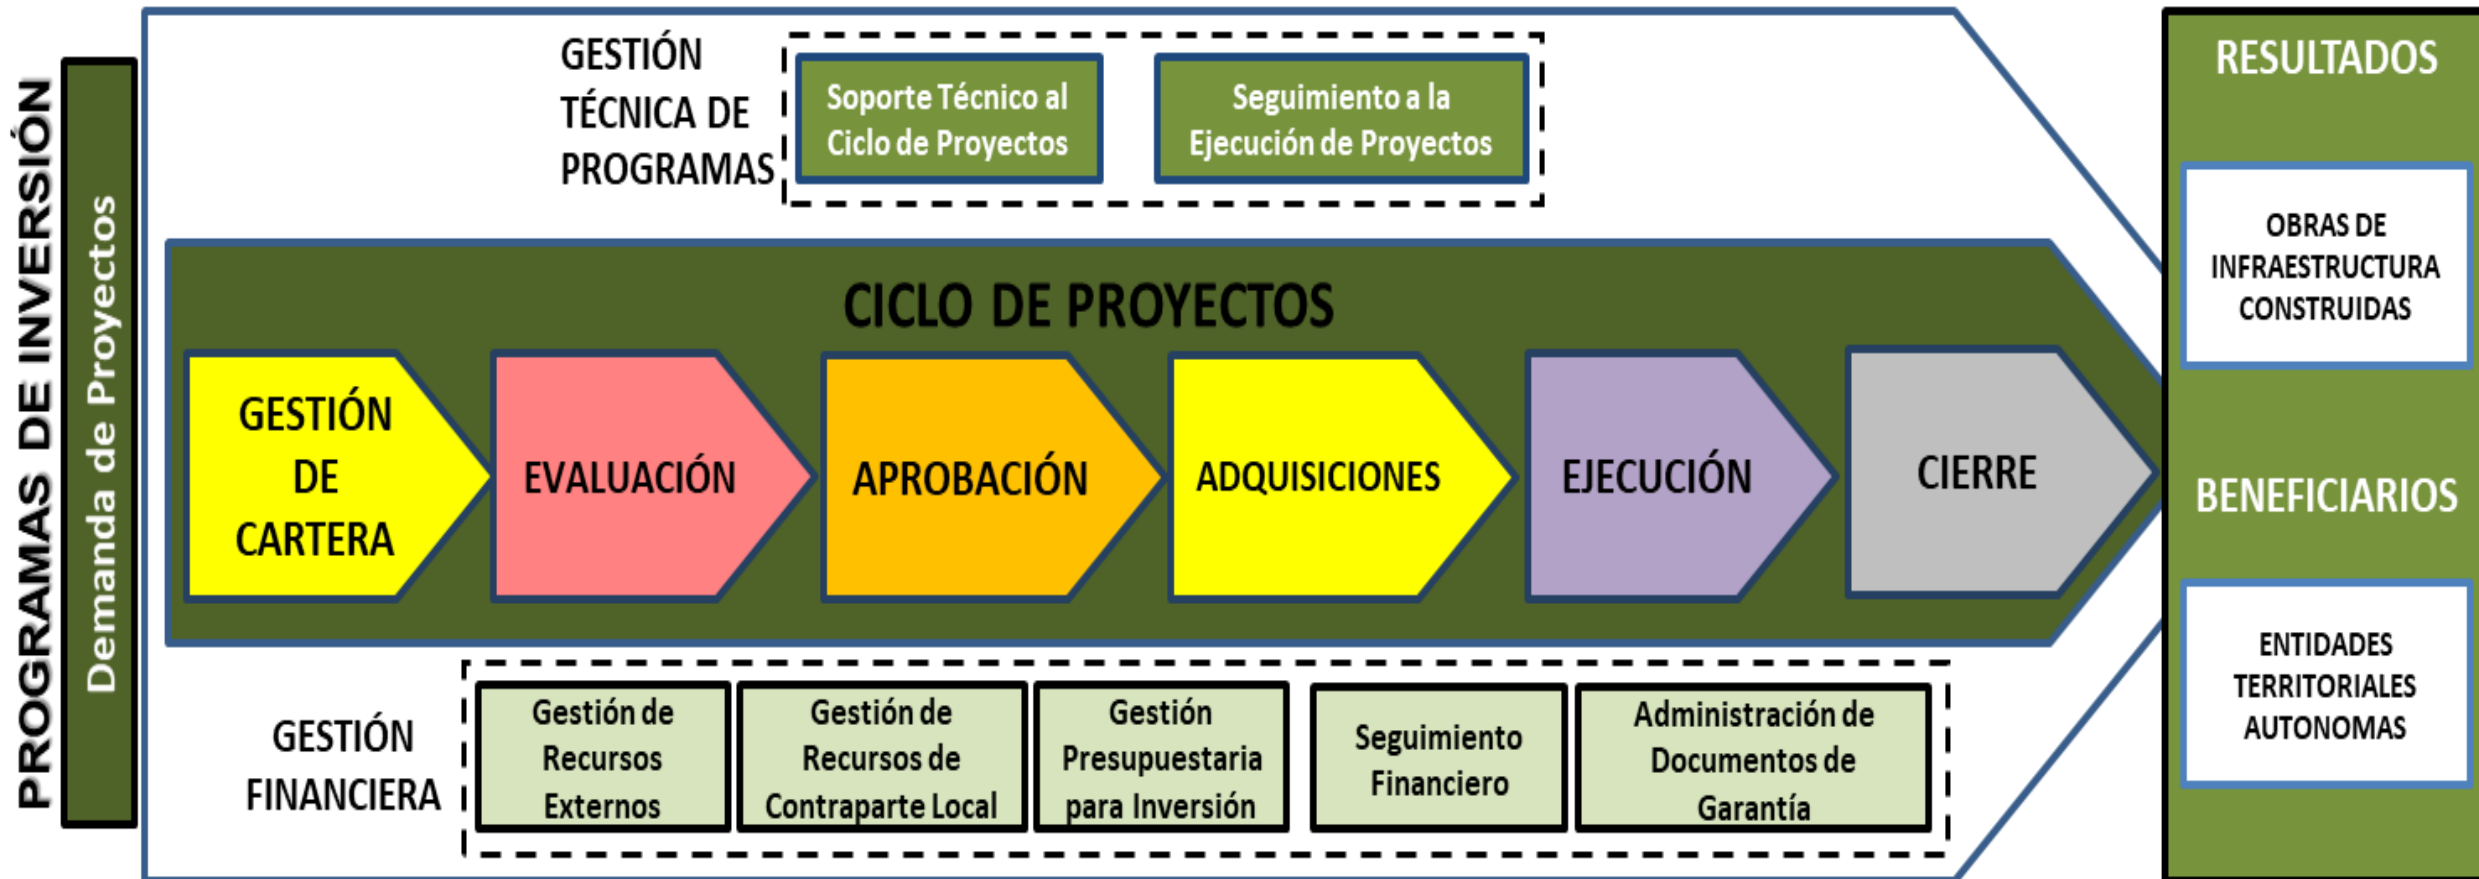 PROGRAMAS DE INVERSIÓN
Demanda de Proyectos
GESTIÓN
TÉCNICA DE
PROGRAMAS
Soporte Técnico al
Ciclo de Proyectos
Seguimiento a la
Ejecución de Proyectos
CICLO DE PROYECTOS
GESTIÓN
DE
CARTERA
EVALUACIÓN
APROBACIÓN
ADQUISICIONES
EJECUCIÓN
CIERRE
GESTIÓN
FINANCIERA
Gestión de
Recursos
Externos
Gestión de
Recursos de
Contraparte Local
Gestión
Presupuestaria
para Inversión
Seguimiento
Financiero
Administración de
Documentos de
Garantía
RESULTADOS
OBRAS DE
INFRAESTRUCTURA
CONSTRUIDAS
BENEFICIARIOS
ENTIDADES
TERRITORIALES
AUTONOMAS